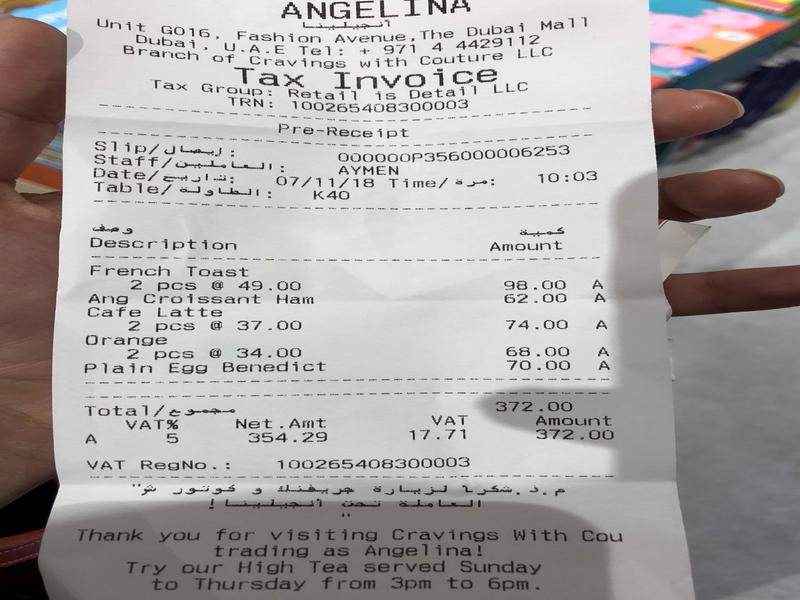 ANGELINA
أنجيلينا
Unit G016, Fashion Avenue,The Dubai Mall
Dubai, U.A.E Tel: + 971 4 4429112
Branch of Cravings with Couture LLC
Tax Invoice
Tax Group: Retail is Detail LLC
TRN: 100265408300003
Pre-Receipt
Slip/إيصال: 000000P356000006253
Staff/العاملين: AYMEN
Date/تاريخ: 07/11/18 Time/مرة: 10:03
Table/الطاولة: K40
وصف كمية
Description Amount
French Toast
2 pcs @ 49.00 98.00 A
Ang Croissant Ham 62.00 A
Cafe Latte
2 pcs @ 37.00 74.00 A
Orange
2 pcs @ 34.00 68.00 A
Plain Egg Benedict 70.00 A
Total/مجموع 372.00
VAT% Net.Amt VAT Amount
A 5 354.29 17.71 372.00
VAT RegNo.: 100265408300003
"م.ذ.شكرا لزيارة جريفنك و كوتور ش
العاملة تحت أنجيلينا!
"
Thank you for visiting Cravings With Cou
trading as Angelina!
Try our High Tea served Sunday
to Thursday from 3pm to 6pm.